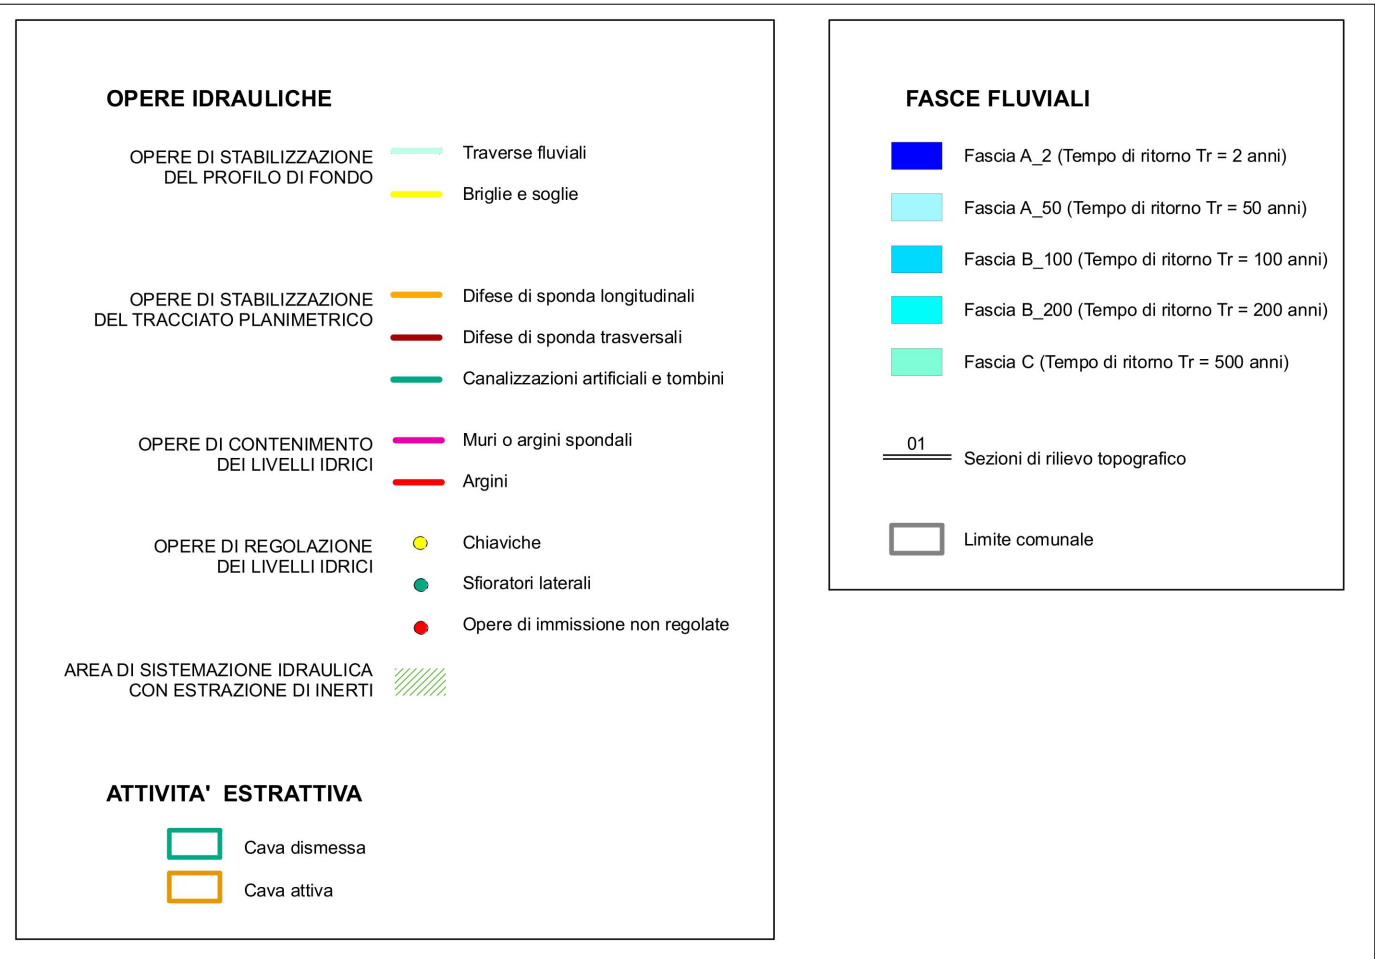 OPERE IDRAULICHE
OPERE DI STABILIZZAZIONE
DEL PROFILO DI FONDO
Traverse fluviali
Briglie e soglie
OPERE DI STABILIZZAZIONE
DEL TRACCIATO PLANIMETRICO
Difese di sponda longitudinali
Difese di sponda trasversali
Canalizzazioni artificiali e tombini
OPERE DI CONTENIMENTO
DEI LIVELLI IDRICI
Muri o argini spondali
Argini
OPERE DI REGOLAZIONE
DEI LIVELLI IDRICI
Chiaviche
Sfioratori laterali
Opere di immissione non regolate
AREA DI SISTEMAZIONE IDRAULICA
CON ESTRAZIONE DI INERTI
ATTIVITA' ESTRATTIVA
Cava dismessa
Cava attiva
FASCE FLUVIALI
Fascia A_2 (Tempo di ritorno Tr = 2 anni)
Fascia A_50 (Tempo di ritorno Tr = 50 anni)
Fascia B_100 (Tempo di ritorno Tr = 100 anni)
Fascia B_200 (Tempo di ritorno Tr = 200 anni)
Fascia C (Tempo di ritorno Tr = 500 anni)
01
Sezioni di rilievo topografico
Limite comunale